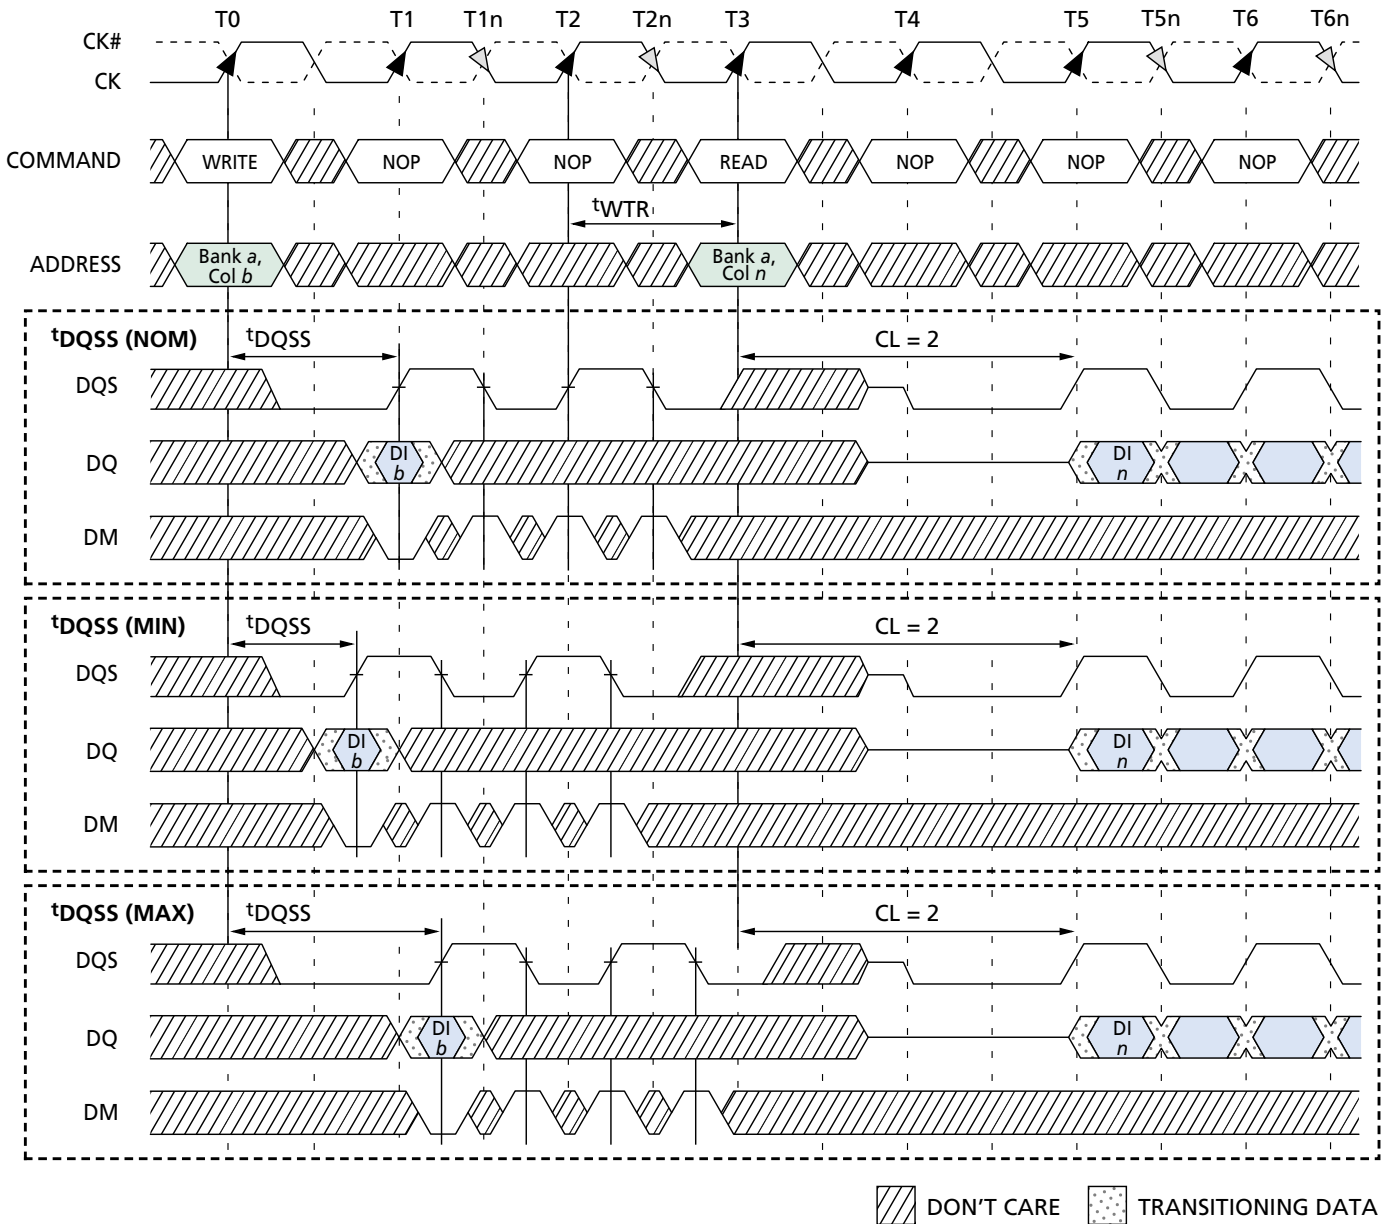 T0 T1 T1n T2 T2n T3 T4 T5 T5n T6 T6n
CK#
CK
COMMAND WRITE NOP NOP READ NOP NOP NOP
tWTR
ADDRESS Bank a, Col b Bank a, Col n
tDQSS (NOM) tDQSS CL = 2
DQS
DQ DI b DI n
DM
tDQSS (MIN) tDQSS CL = 2
DQS
DQ DI b DI n
DM
tDQSS (MAX) tDQSS CL = 2
DQS
DQ DI b DI n
DM
DON'T CARE TRANSITIONING DATA